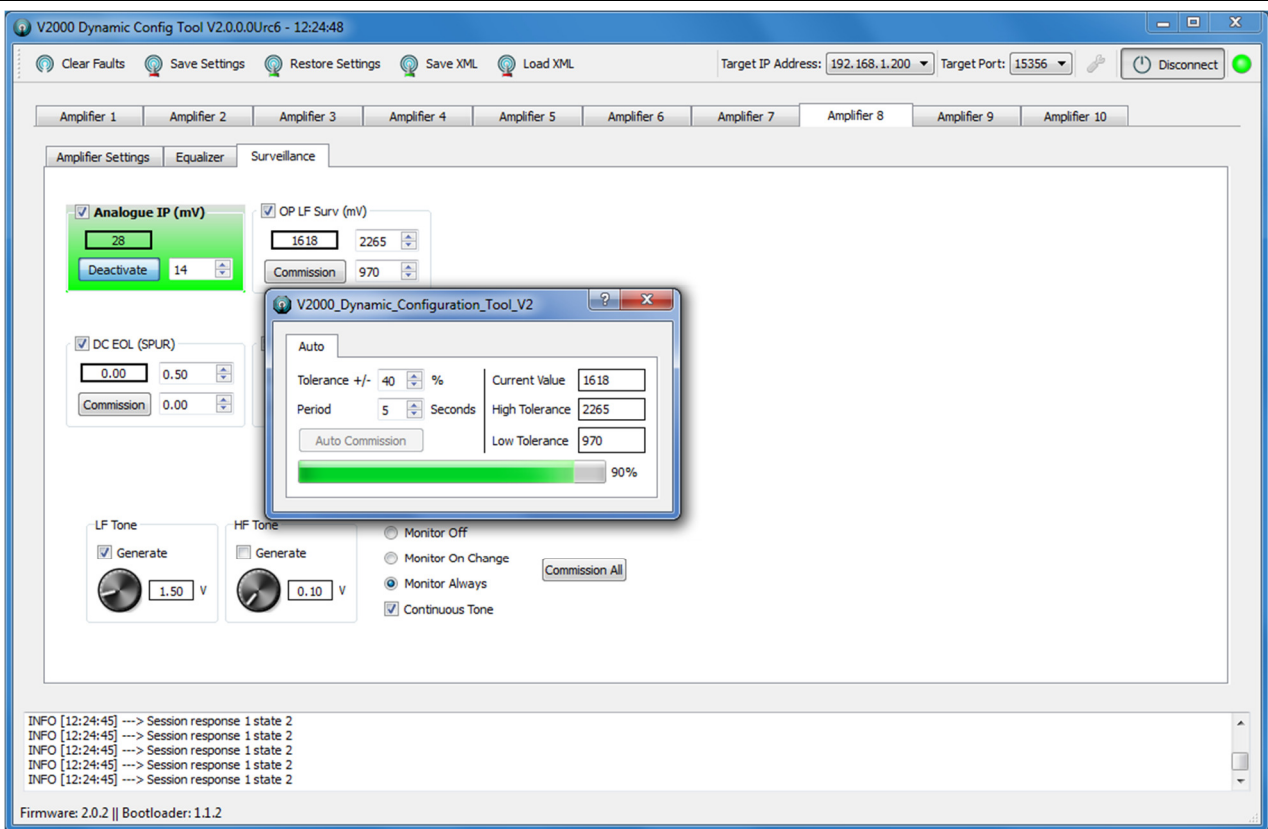 V2000 Dynamic Config Tool V2.0.0.0Urc6 - 12:24:48
Clear Faults Save Settings Restore Settings Save XML Load XML Target IP Address: 192.168.1.200 Target Port: 15356 Disconnect
Amplifier 1 Amplifier 2 Amplifier 3 Amplifier 4 Amplifier 5 Amplifier 6 Amplifier 7 Amplifier 8 Amplifier 9 Amplifier 10
Amplifier Settings Equalizer Surveillance
Analogue IP (mV)
28
Deactivate 14
OP LF Surv (mV)
1618 2265
Commission 970
DC EOL (SPUR)
0.00 0.50
Commission 0.00
V2000_Dynamic_Configuration_Tool_V2 ?
Auto
Tolerance +/- 40 %
Period 5 Seconds
Auto Commission
Current Value 1618
High Tolerance 2265
Low Tolerance 970
90%
LF Tone
Generate
1.50 V
HF Tone
Generate
0.10 V
Monitor Off
Monitor On Change
Monitor Always
Continuous Tone
Commission All
INFO [12:24:45] ---> Session response 1 state 2
INFO [12:24:45] ---> Session response 1 state 2
INFO [12:24:45] ---> Session response 1 state 2
INFO [12:24:45] ---> Session response 1 state 2
INFO [12:24:45] ---> Session response 1 state 2
Firmware: 2.0.2 || Bootloader: 1.1.2